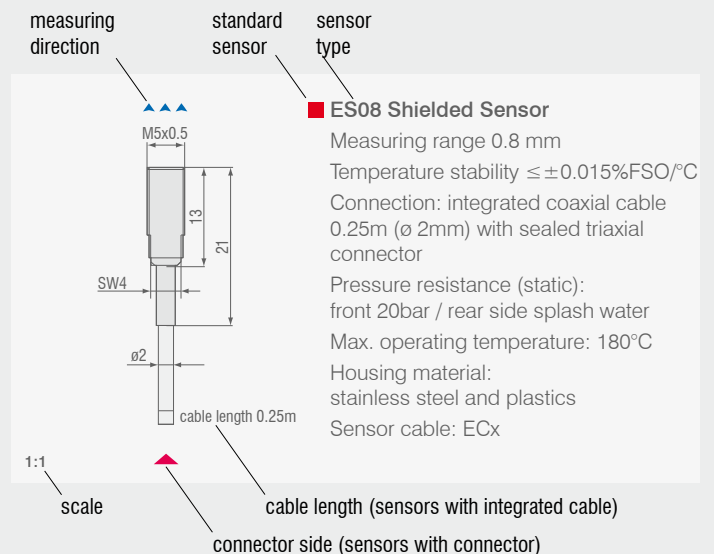 measuring direction
standard sensor
sensor type
ES08 Shielded Sensor
M5x0.5
13
21
SW4
ø2
cable length 0.25m
Measuring range 0.8 mm
Temperature stability ≤±0.015%FSO/°C
Connection: integrated coaxial cable
0.25m (ø 2mm) with sealed triaxial
connector
Pressure resistance (static):
front 20bar / rear side splash water
Max. operating temperature: 180°C
Housing material:
stainless steel and plastics
Sensor cable: ECx
1:1
scale
cable length (sensors with integrated cable)
connector side (sensors with connector)